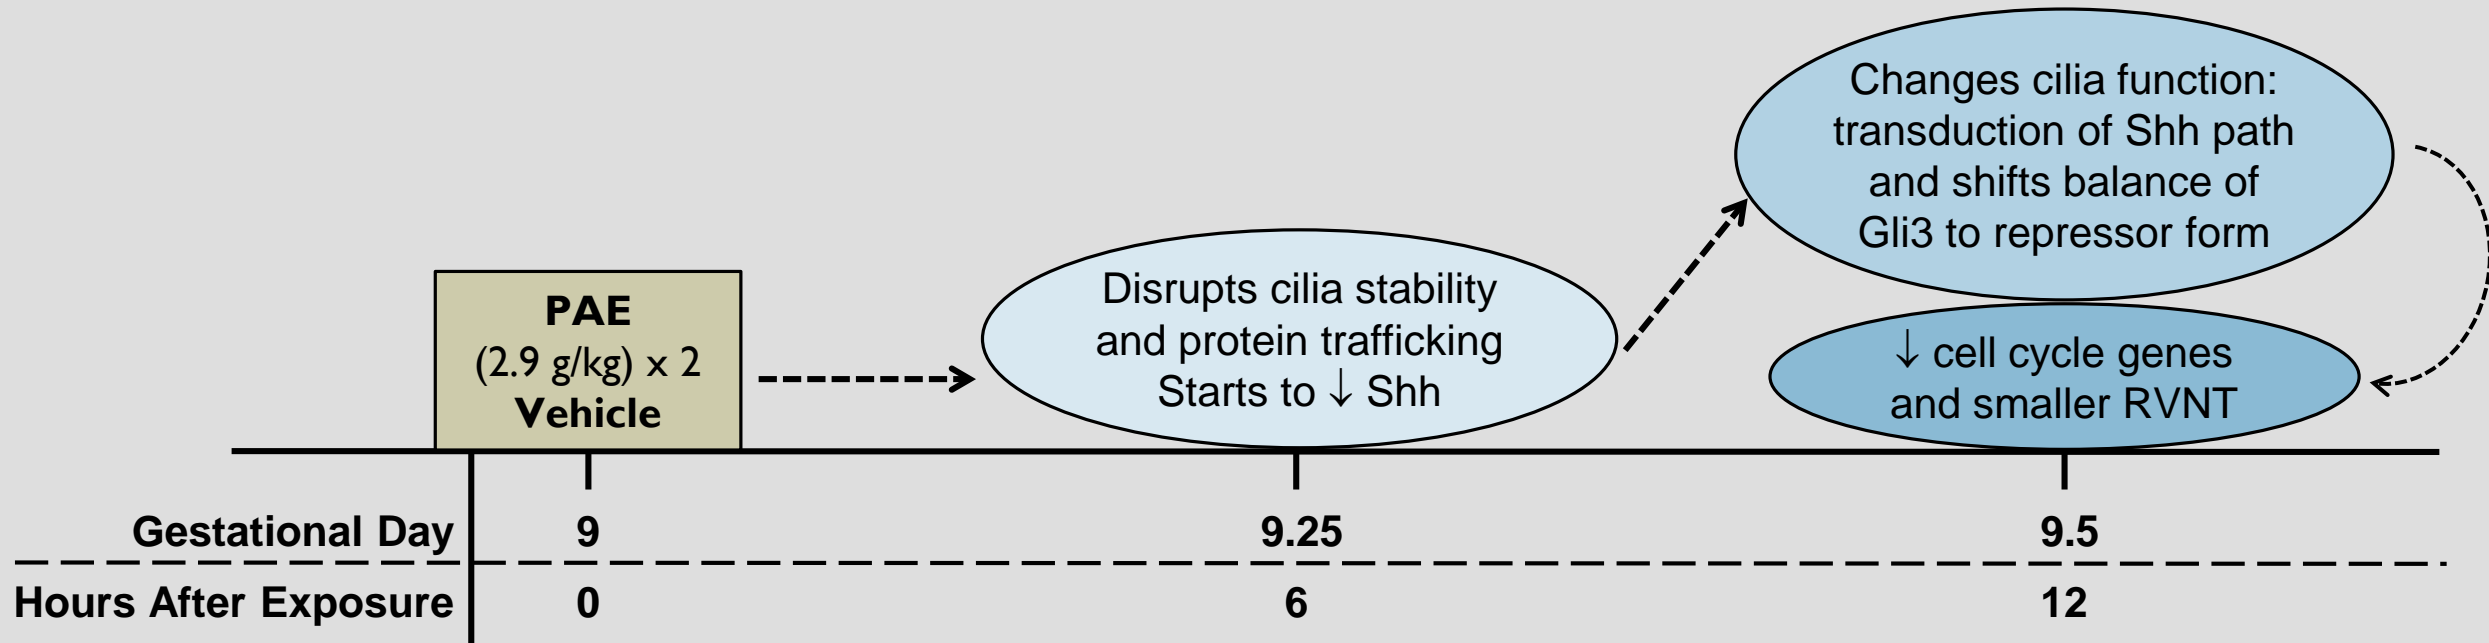 Changes cilia function:
transduction of Shh path
and shifts balance of
Gli3 to repressor form
PAE
(2.9 g/kg) x 2
Vehicle
Disrupts cilia stability
and protein trafficking
Starts to ↓ Shh
↓ cell cycle genes
and smaller RVNT
Gestational Day 9 9.25 9.5
Hours After Exposure 0 6 12